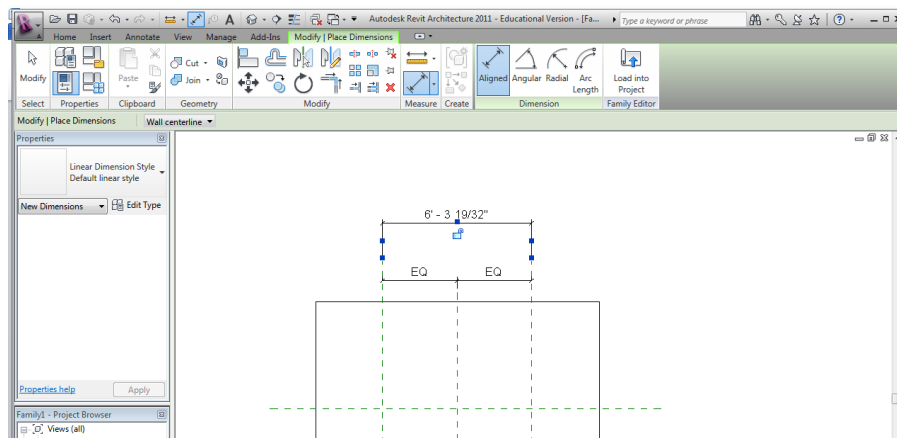 Autodesk Revit Architecture 2011 - Educational Version - [Fa...
Type a keyword or phrase
Home Insert Annotate View Manage Add-Ins Modify | Place Dimensions
Modify Paste Cut Join Aligned Angular Radial Arc Length Load into Project
Select Properties Clipboard Geometry Modify Measure Create Dimension Family Editor
Modify | Place Dimensions Wall centerline
Properties
Linear Dimension Style
Default linear style
New Dimensions Edit Type
6' - 3 19/32"
EQ EQ
Properties help Apply
Family1 - Project Browser
Views (all)